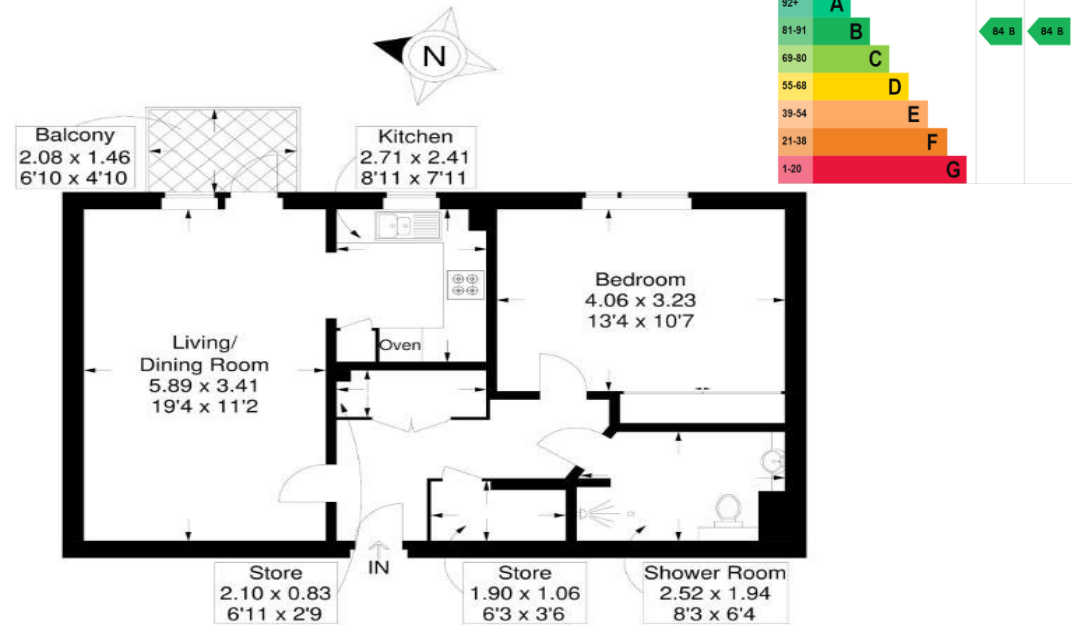 92+ A
81-91 B 84 B 84 B
69-80 C
55-68 D
39-54 E
21-38 F
1-20 G
N
Balcony
2.08 x 1.46
6'10 x 4'10
Kitchen
2.71 x 2.41
8'11 x 7'11
Bedroom
4.06 x 3.23
13'4 x 10'7
Living/
Dining Room
5.89 x 3.41
19'4 x 11'2
Oven
IN
Store
2.10 x 0.83
6'11 x 2'9
Store
1.90 x 1.06
6'3 x 3'6
Shower Room
2.52 x 1.94
8'3 x 6'4